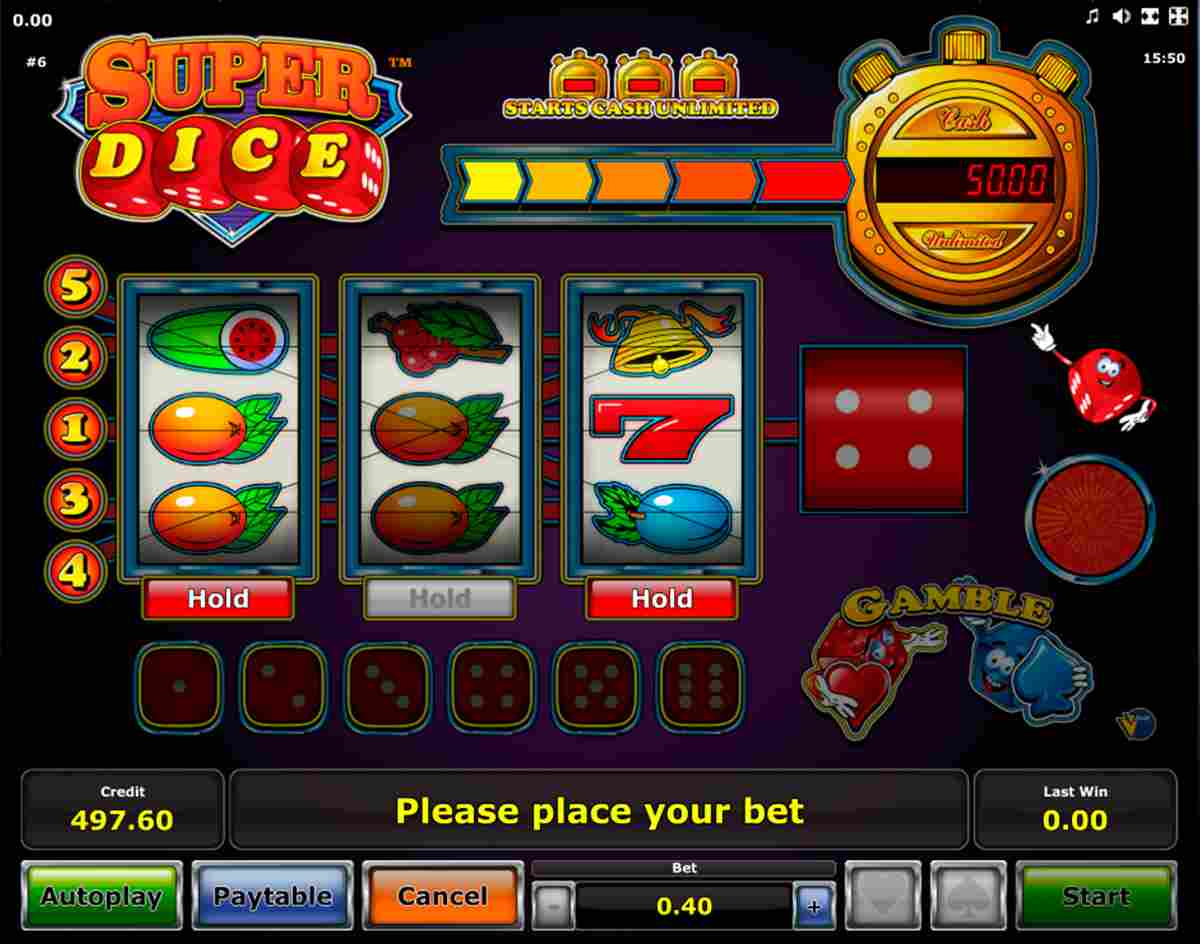 0.00
#6
15:50
SUPER
DICE
TM
STARTS CASH UNLIMITED
Cash
50.00
Unlimited
5
2
1
3
4
7
Hold
Hold
Hold
GAMBLE
Credit
497.60
Please place your bet
Last Win
0.00
Autoplay
Paytable
Cancel
Bet
-
0.40
+
Start